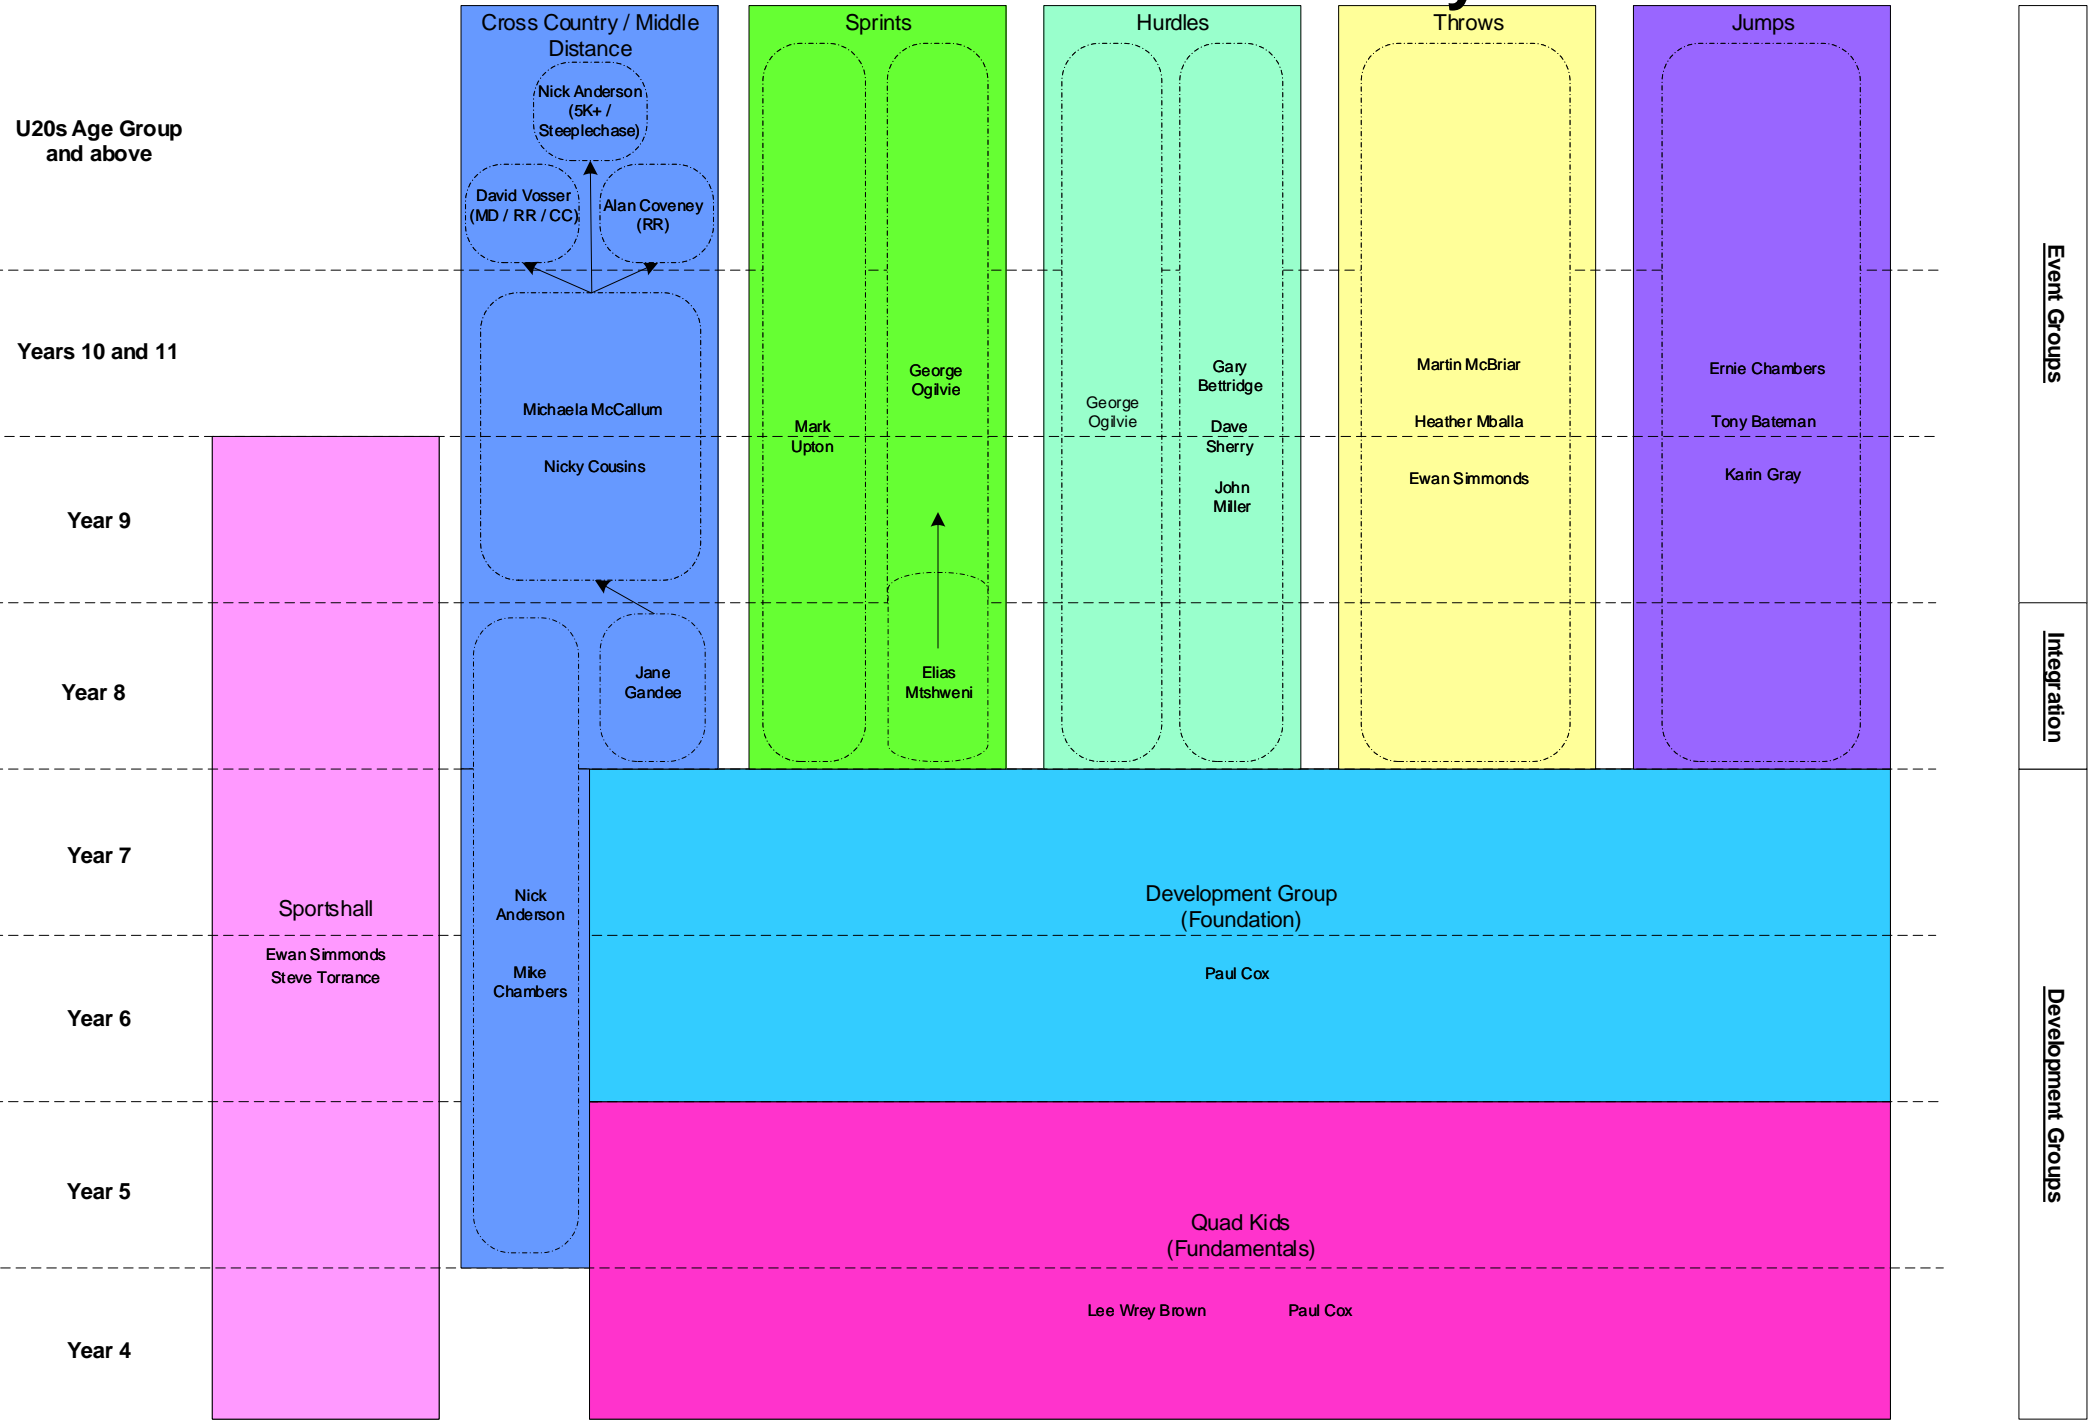 Cross Country / Middle
Distance
Sprints
Hurdles
Throws
Jumps
U20s Age Group
and above
Nick Anderson
(5K+ /
Steeplechase)
David Vosser
(MD / RR / CC)
Alan Coveney
(RR)
Event Groups
Years 10 and 11
Michaela McCallum
Nicky Cousins
Mark
Upton
George
Ogilvie
George
Ogilvie
Gary
Bettridge
Dave
Sherry
John
Miller
Martin McBriar
Heather Mballa
Ewan Simmonds
Ernie Chambers
Tony Bateman
Karin Gray
Year 9
Year 8
Jane
Gandee
Elias
Mtshweni
Integration
Year 7
Sportshall
Ewan Simmonds
Steve Torrance
Nick
Anderson
Mike
Chambers
Development Group
(Foundation)
Paul Cox
Year 6
Development Groups
Year 5
Quad Kids
(Fundamentals)
Lee Wrey Brown
Paul Cox
Year 4